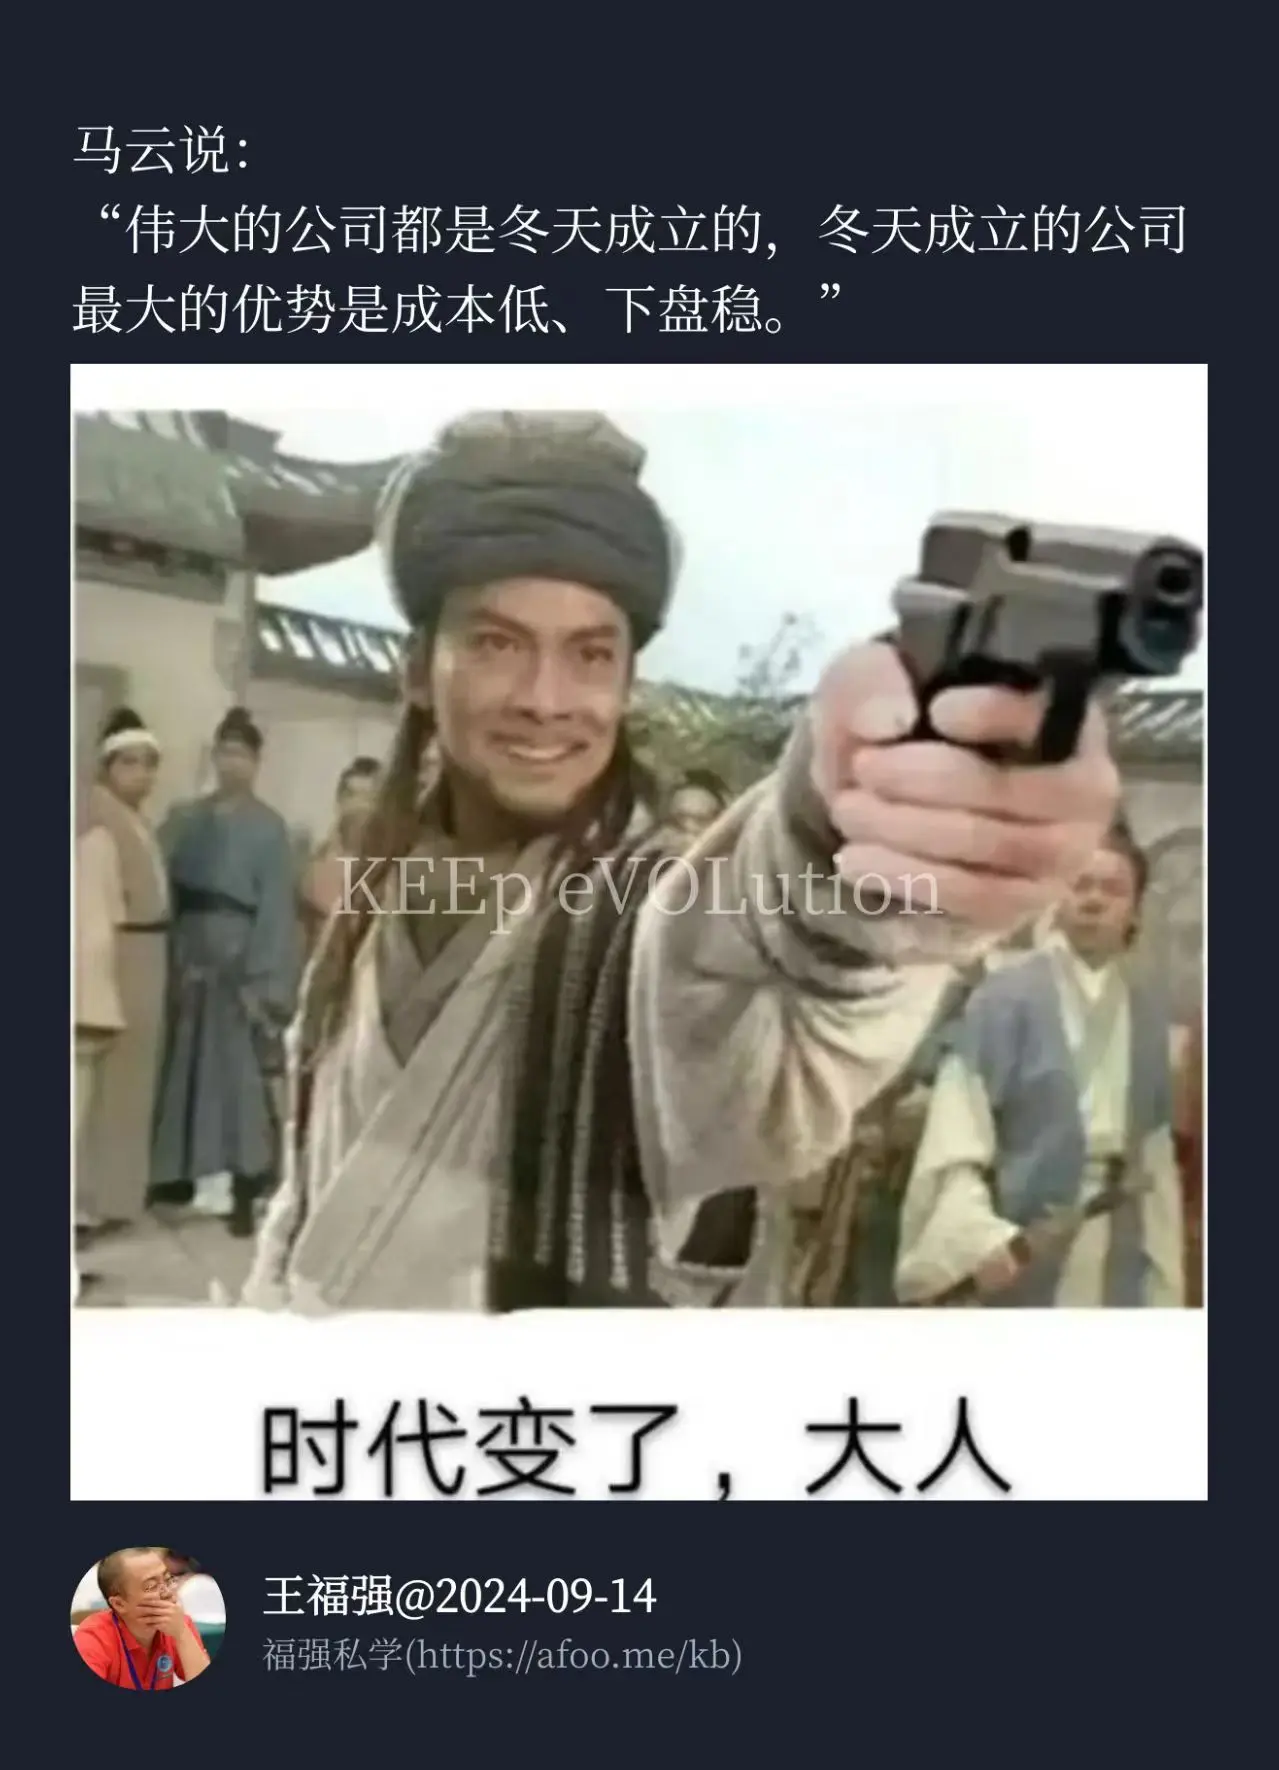 马云说：
“伟大的公司都是冬天成立的，冬天成立的公司
最大的优势是成本低、下盘稳。”
KEEp eVOLution
时代变了，大人
王福强@2024-09-14
福强私学(https://afoo.me/kb)